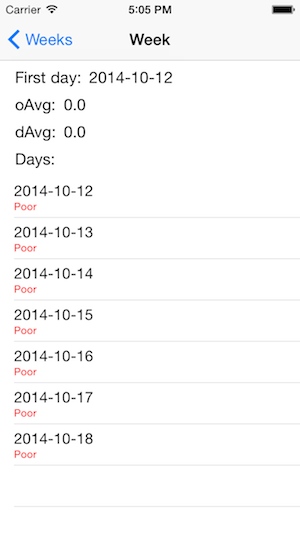 Carrier 5:05 PM
Weeks Week
First day: 2014-10-12
oAvg: 0.0
dAvg: 0.0
Days:
2014-10-12
Poor
2014-10-13
Poor
2014-10-14
Poor
2014-10-15
Poor
2014-10-16
Poor
2014-10-17
Poor
2014-10-18
Poor